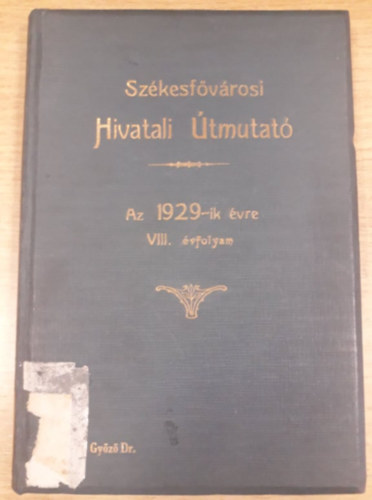 Székesfővárosi
Hivatali Útmutató
Az 1929-ik évre
VIII. évfolyam
Győző Dr.